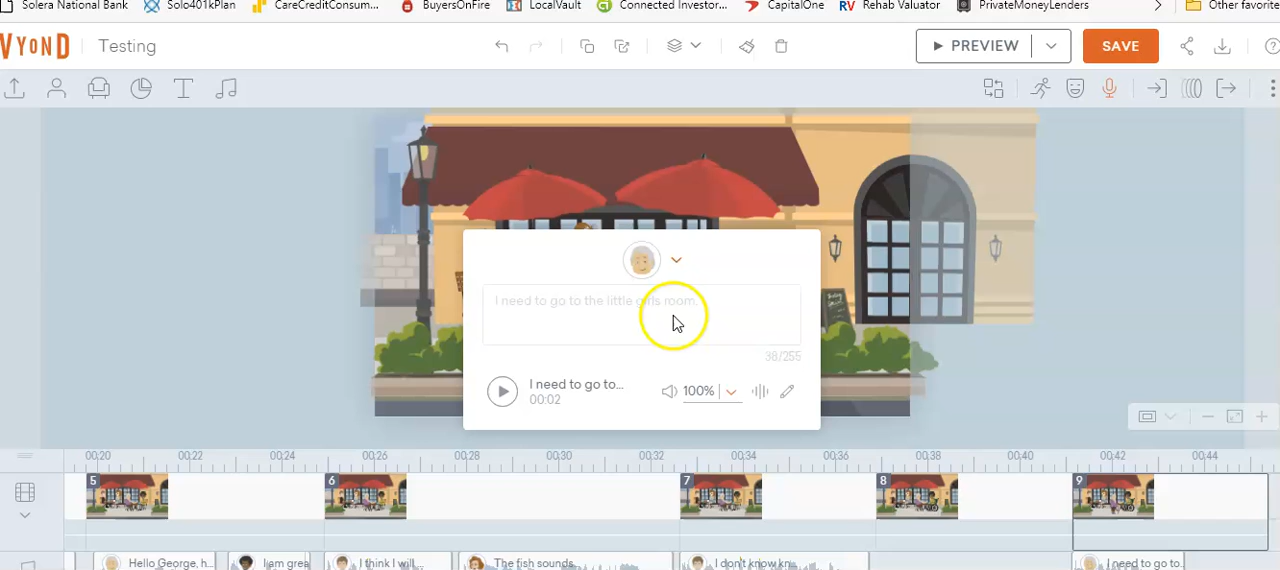 Solera National Bank Solo401kPlan CareCreditConsum... BuyersOnFire LocalVault Connected Investor... CapitalOne RV Rehab Valuator PrivateMoneyLenders Other favorite
VYOND Testing PREVIEW SAVE
I need to go to the little girls room.
38/255
I need to go to...
00:02
100%
00:20 00:22 00:24 00:26 00:28 00:30 00:32 00:34 00:36 00:38 00:40 00:42 00:44
5 6 7 8 9
Hello George, h... I am grea I think I will... The fish sounds... I don't know kn... I need to go to...